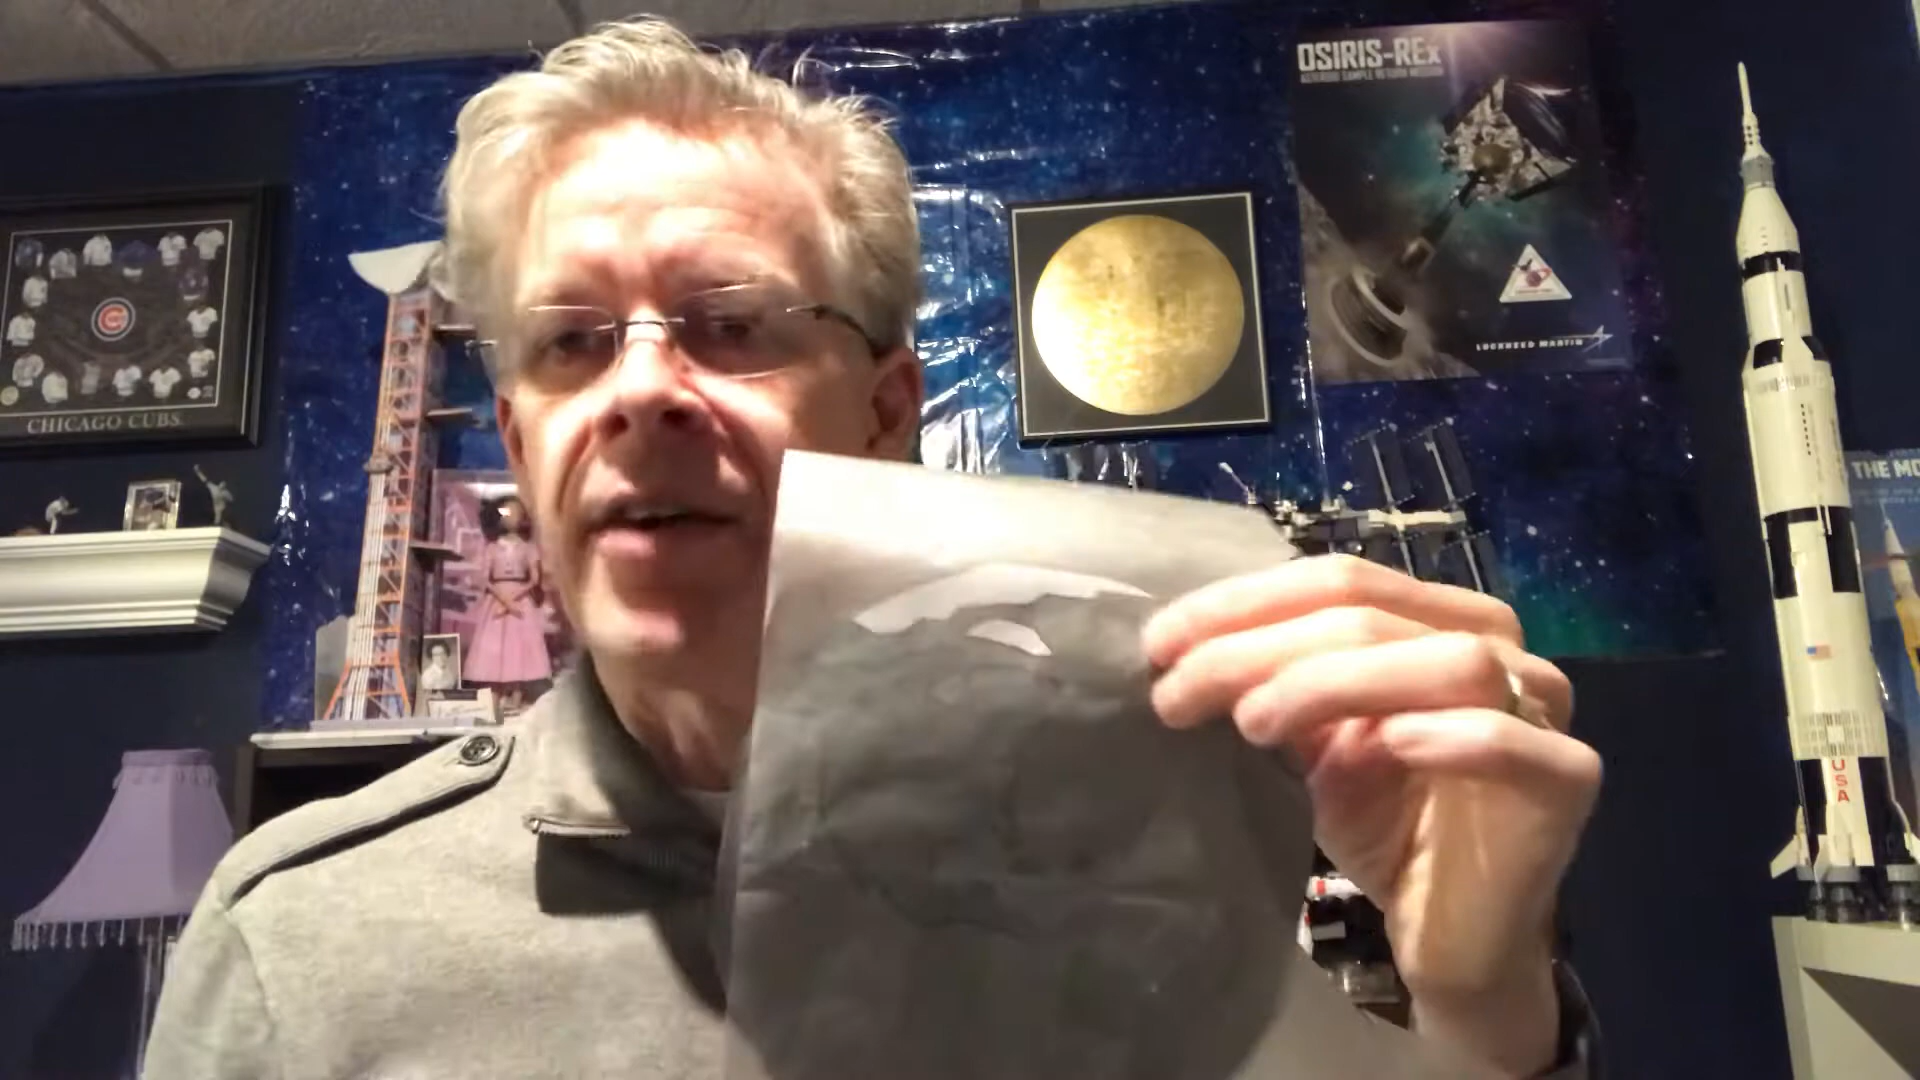 OSIRIS-REx
ASTEROID SAMPLE RETURN MISSION
LOCKHEED MARTIN
CHICAGO CUBS
THE MO
USA